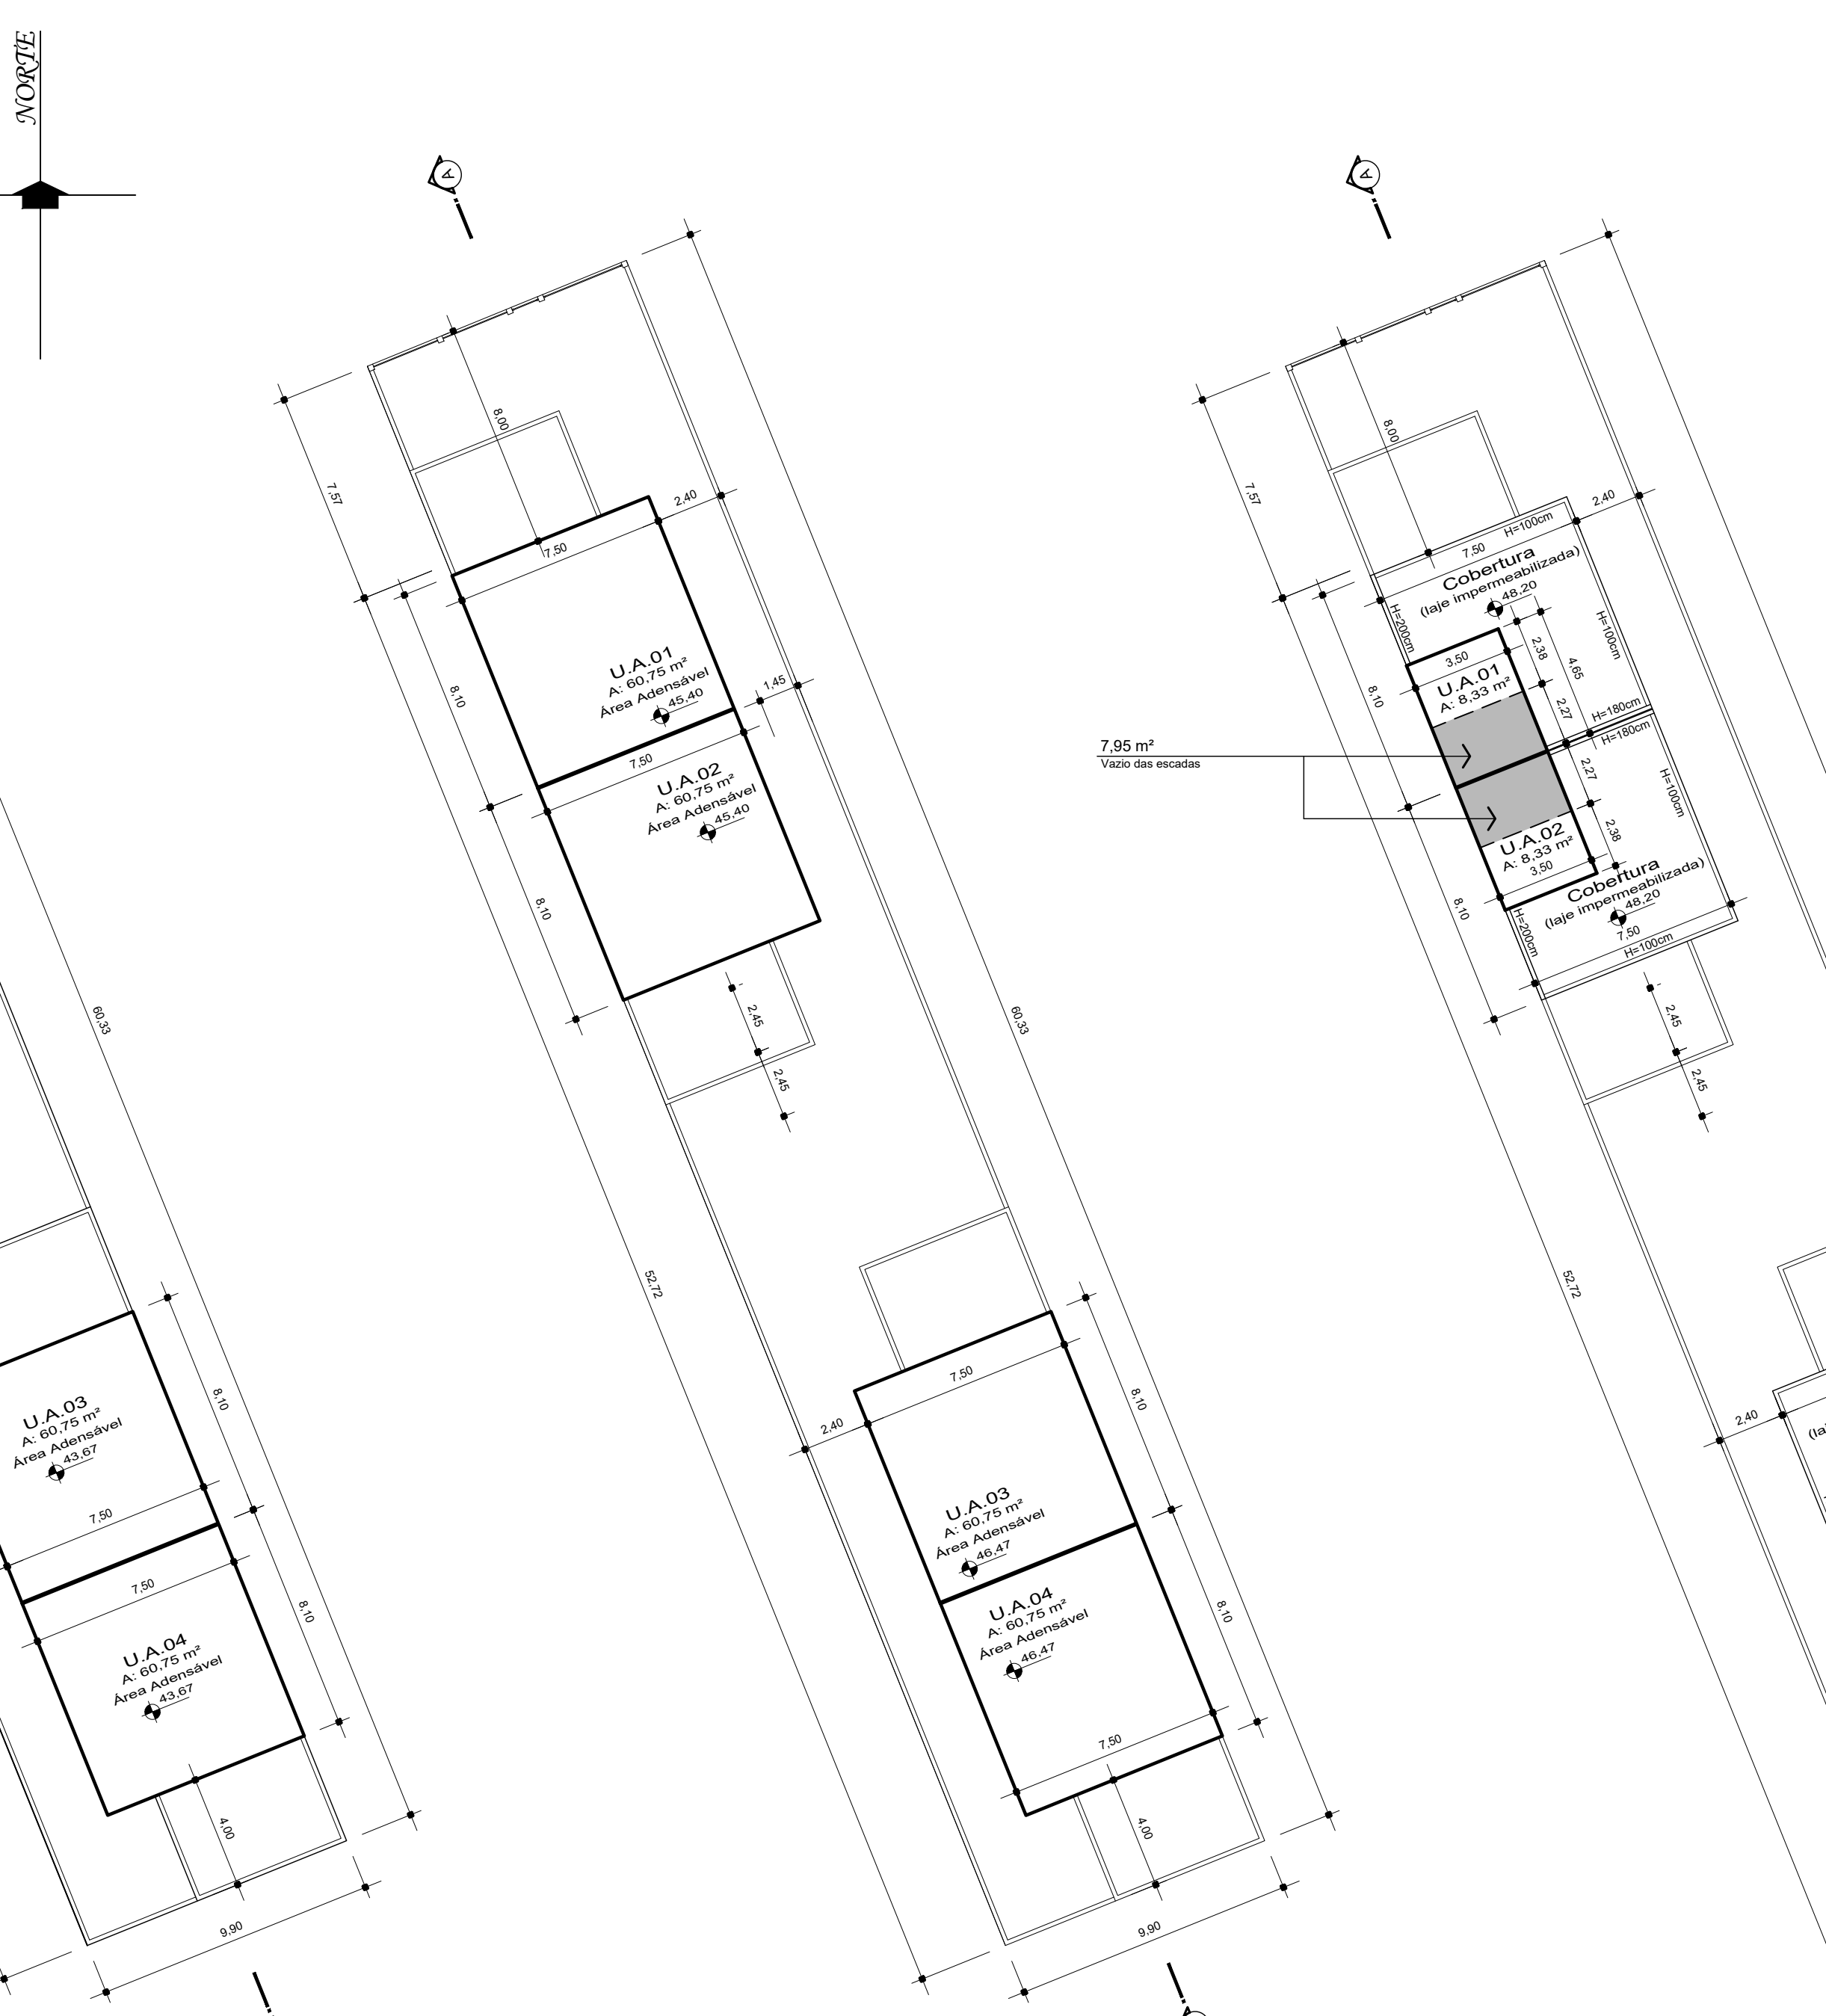 NORTE
A
A
8,00
7,57
2,40
7,50
8,10
U.A.01
A: 60,75 m²
Área Adensável
45,40
1,45
7,50
U.A.02
A: 60,75 m²
Área Adensável
45,40
8,10
2,45
2,45
60,33
52,72
7,50
2,40
8,10
U.A.03
A: 60,75 m²
Área Adensável
46,47
U.A.04
A: 60,75 m²
Área Adensável
46,47
8,10
7,50
4,00
9,90
60,33
8,10
U.A.03
A: 60,75 m²
Área Adensável
43,67
7,50
7,50
8,10
U.A.04
A: 60,75 m²
Área Adensável
43,67
4,00
9,90
8,00
7,57
2,40
H=100cm
7,50
Cobertura
(laje impermeabilizada)
48,20
H=200cm
H=100cm
2,38
4,65
3,50
U.A.01
A: 8,33 m²
8,10
2,27
H=180cm
H=180cm
7,95 m²
Vazio das escadas
2,27
H=100cm
2,38
U.A.02
A: 8,33 m²
3,50
Cobertura
(laje impermeabilizada)
48,20
8,10
H=200cm
7,50
H=100cm
2,45
2,45
52,72
2,40
(la